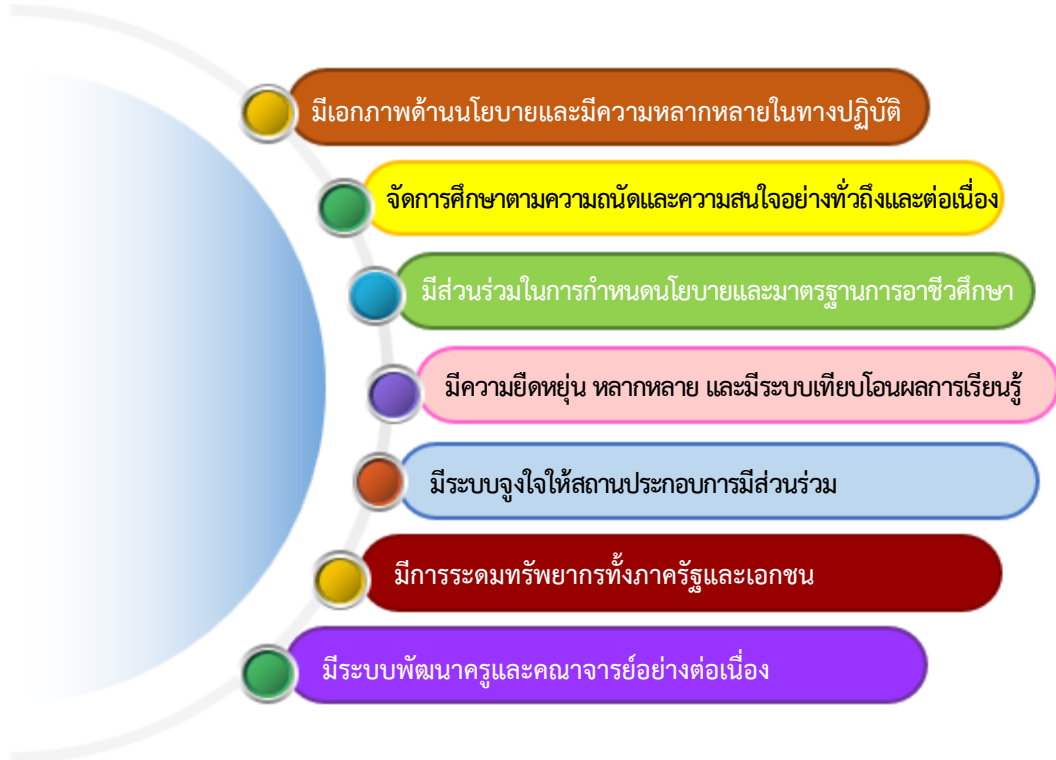 มีเอกภาพด้านนโยบายและมีความหลากหลายในทางปฏิบัติ
จัดการศึกษาตามความถนัดและความสนใจอย่างทั่วถึงและต่อเนื่อง
มีส่วนร่วมในการกำหนดนโยบายและมาตรฐานการอาชีวศึกษา
มีความยืดหยุ่น หลากหลาย และมีระบบเทียบโอนผลการเรียนรู้
มีระบบจูงใจให้สถานประกอบการมีส่วนร่วม
มีการระดมทรัพยากรทั้งภาครัฐและเอกชน
มีระบบพัฒนาครูและคณาจารย์อย่างต่อเนื่อง